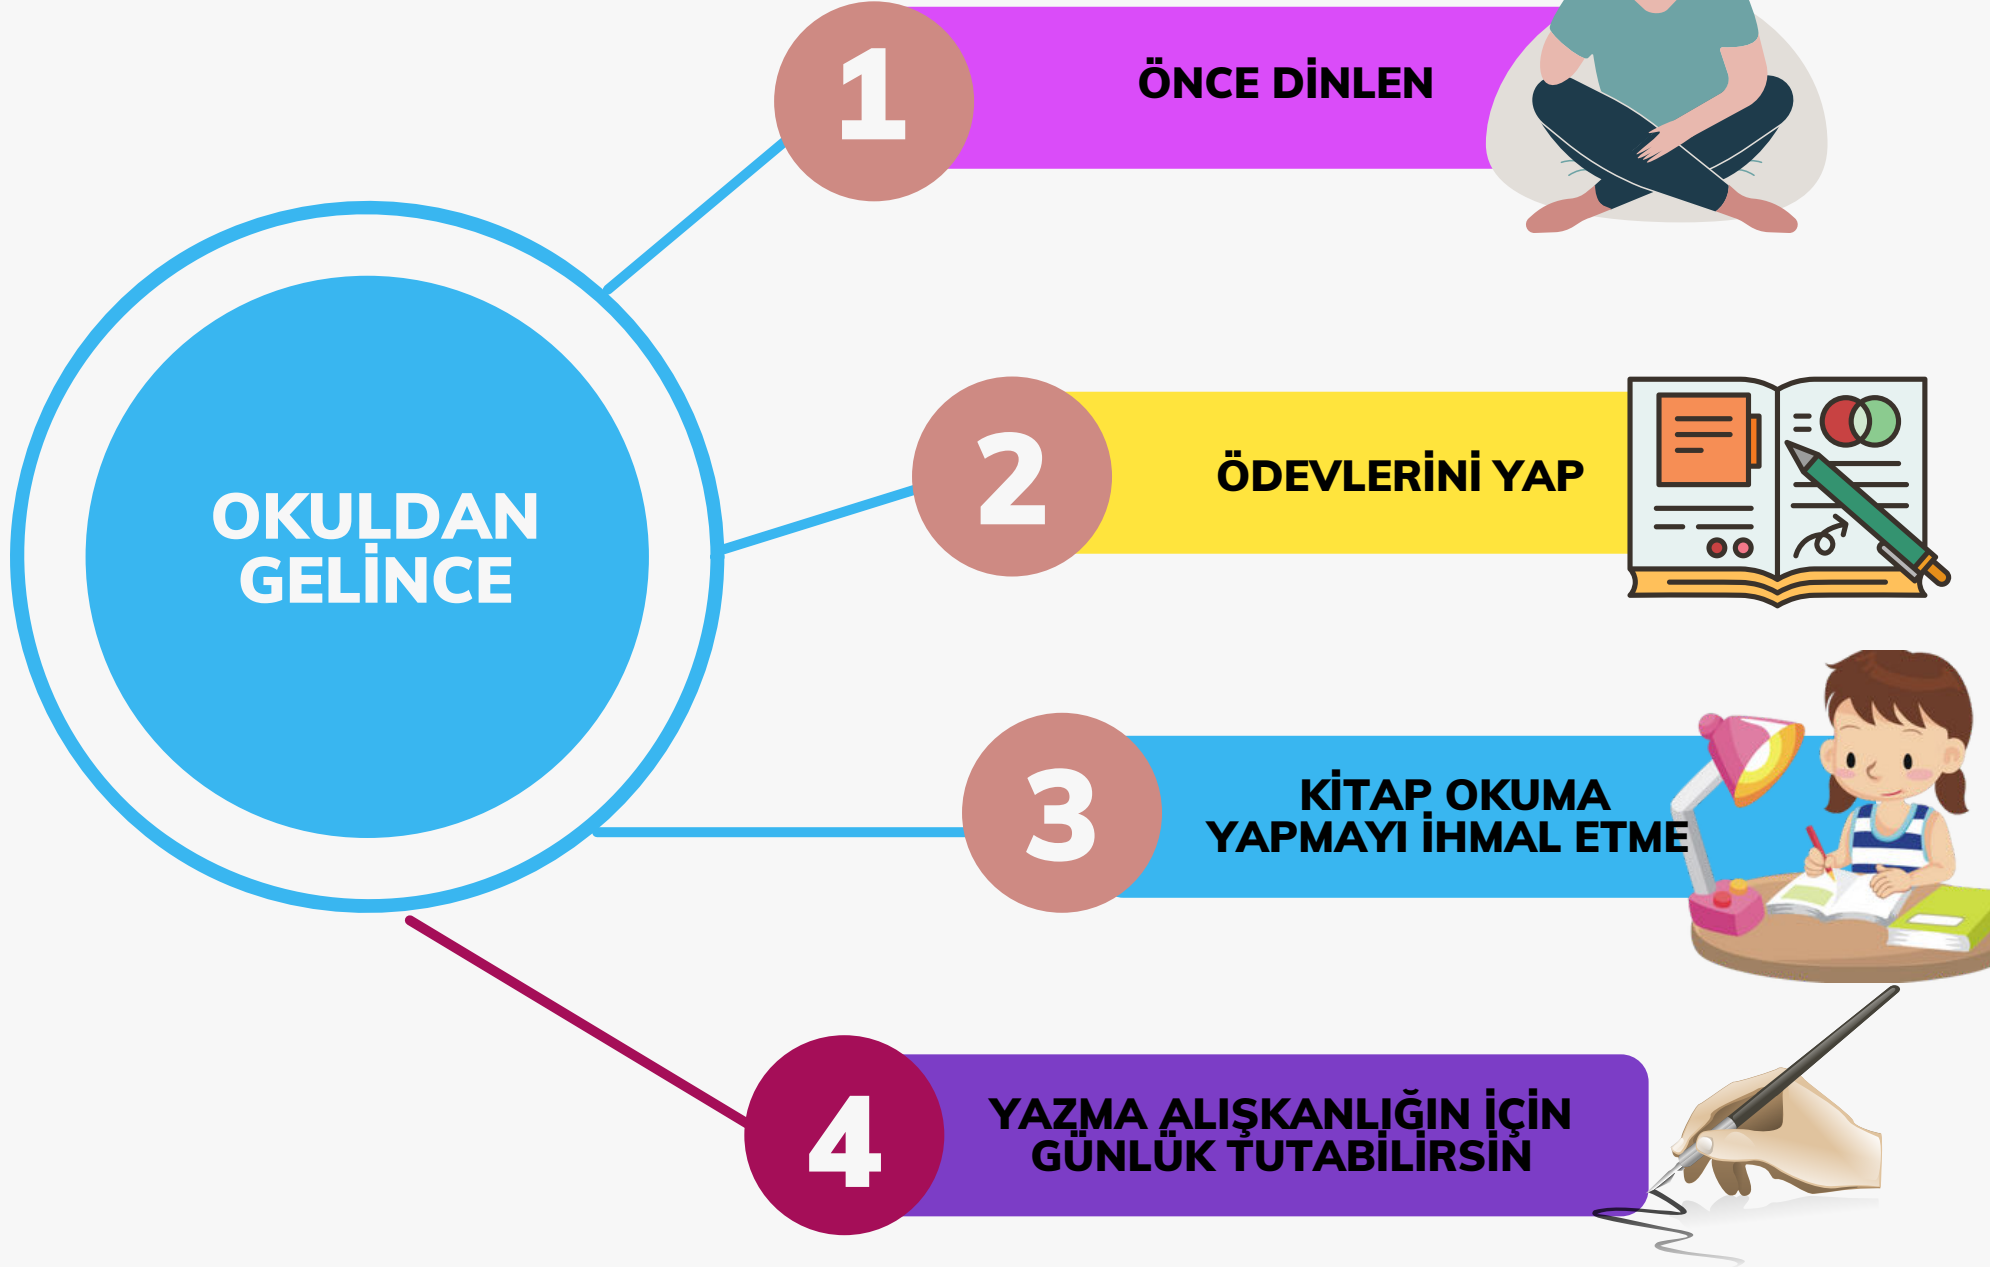 OKULDAN
GELİNCE
1
ÖNCE DİNLEN
2
ÖDEVLERİNİ YAP
3
KİTAP OKUMA
YAPMAYI İHMAL ETME
4
YAZMA ALIŞKANLIĞIN İÇİN
GÜNLÜK TUTABİLİRSİN